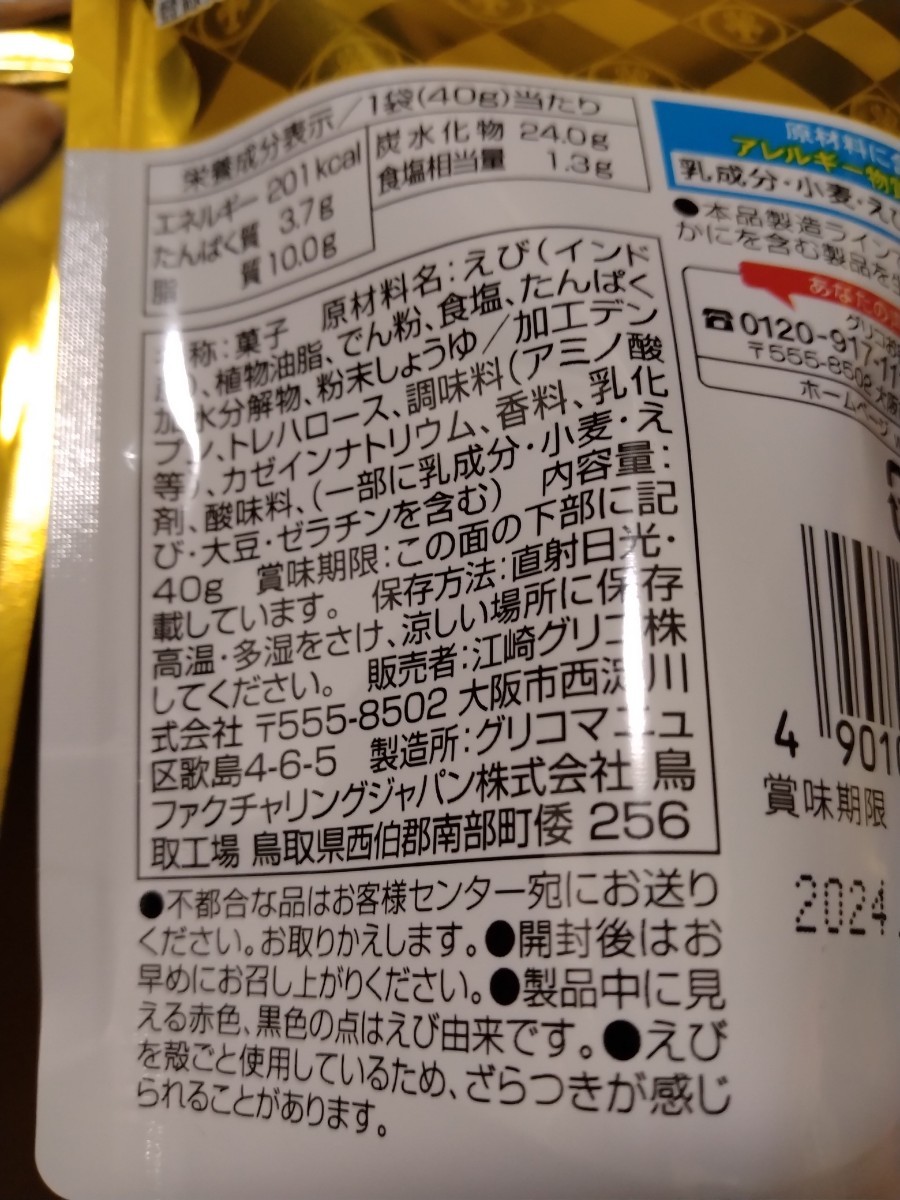 栄養成分表示/1袋(40g)当たり
エネルギー 201kcal
たんぱく質 3.7g
脂 質 10.0g
炭水化物 24.0g
食塩相当量 1.3g
称:菓子 原材料名:えび(インド
、植物油脂、でん粉、食塩、たんぱく
加水分解物、粉末しょうゆ/加工デン
プン、トレハロース、調味料(アミノ酸
等)、カゼインナトリウム、香料、乳化
剤、酸味料、(一部に乳成分・小麦・え
び・大豆・ゼラチンを含む) 内容量:
40g 賞味期限:この面の下部に記
載しています。 保存方法:直射日光・
高温・多湿をさけ、涼しい場所に保存
してください。 販売者:江崎グリコ株
式会社 〒555-8502 大阪市西淀川
区歌島4-6-5 製造所:グリコマニュ
ファクチャリングジャパン株式会社 鳥
取工場 鳥取県西伯郡南部町倭 256
●不都合な品はお客様センター宛にお送り
ください。お取りかえします。●開封後はお
早めにお召し上がりください。●製品中に見
える赤色、黒色の点はえび由来です。●えび
を殻ごと使用しているため、ざらつきが感じ
られることがあります。
原材料に
アレルギー物
乳成分・小麦・え
●本品製造ライン
かにを含む製品を
あなたの
グリコ
☎0120-917-11
〒555-8502 大阪
ホームページ
4 901
賞味期限
2024